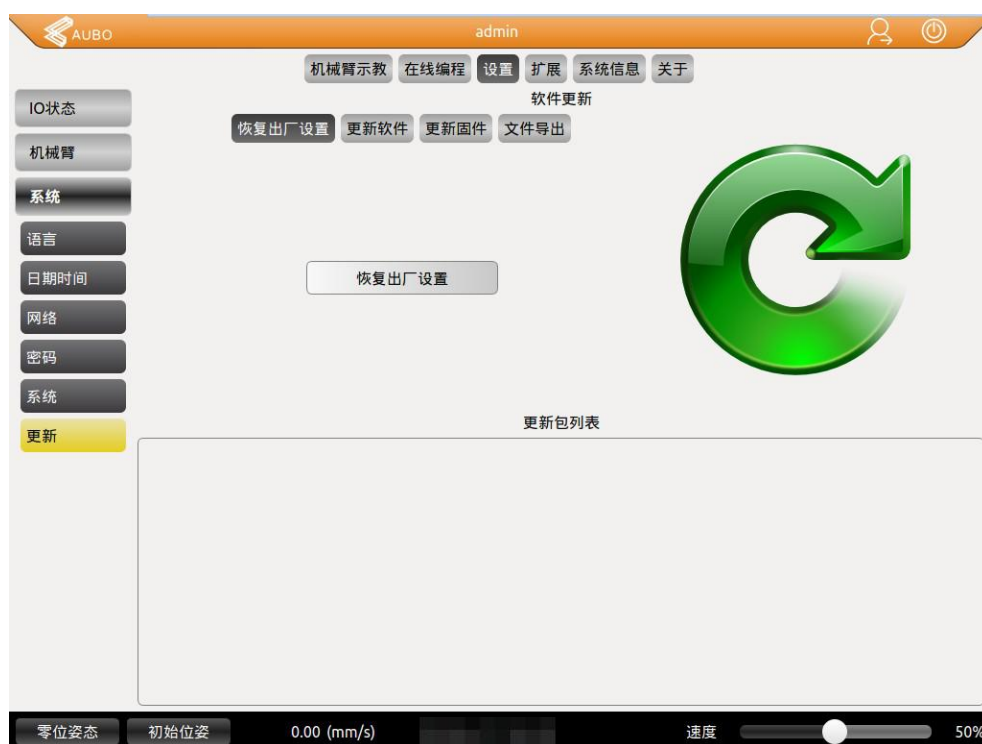 AUBO admin
机械臂示教 在线编程 设置 扩展 系统信息 关于
软件更新
IO状态
恢复出厂设置 更新软件 更新固件 文件导出
机械臂
系统
语言
日期时间
恢复出厂设置
网络
密码
系统
更新包列表
更新
零位姿态 初始位姿 0.00 (mm/s) 速度 50%